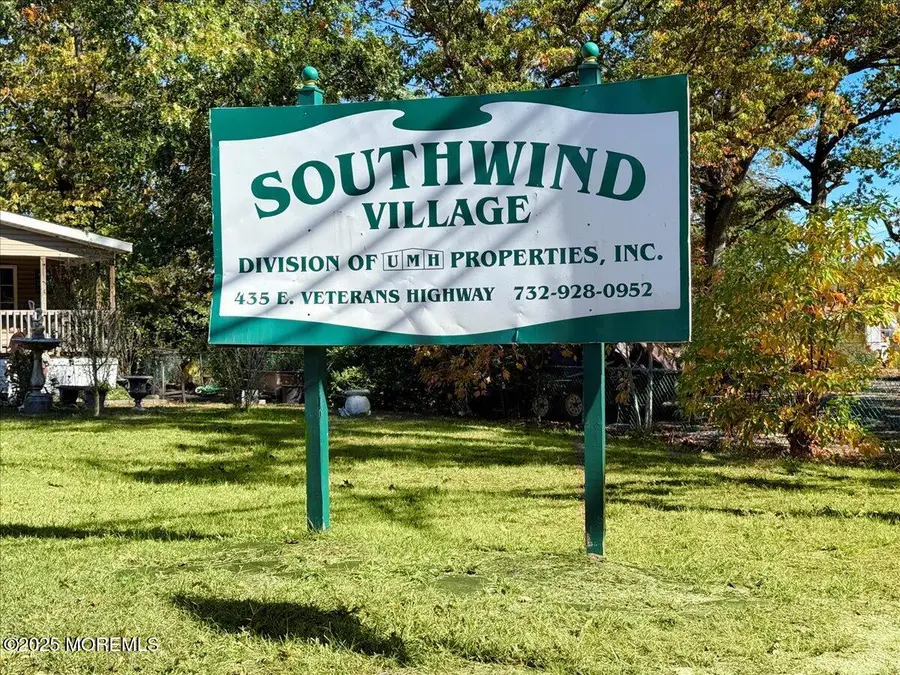 SOUTHWIND
VILLAGE
DIVISION OF UMH PROPERTIES, INC.
435 E. VETERANS HIGHWAY 732-928-0952
©2025 MOREMLS